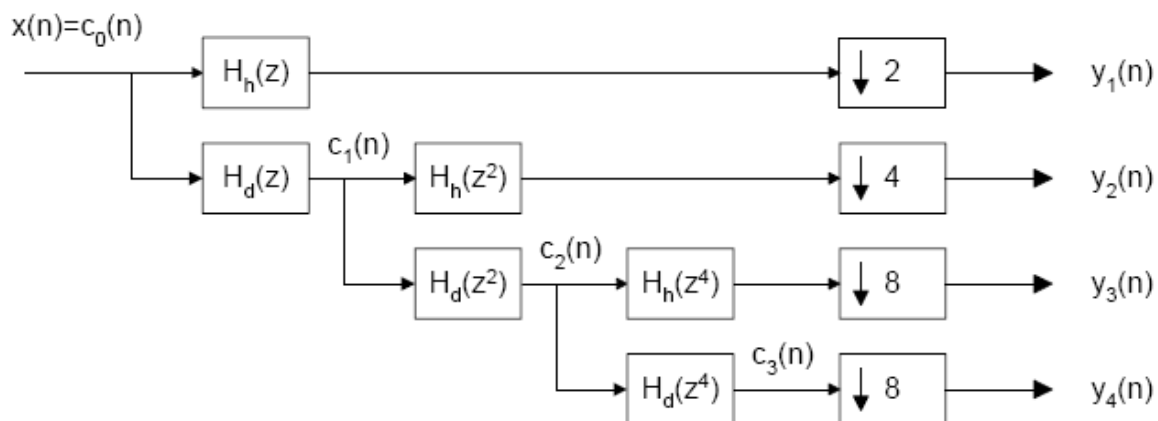 x(n)=c₀(n)
H_h(z)
↓ 2
y₁(n)
H_d(z)
c₁(n)
H_h(z²)
↓ 4
y₂(n)
H_d(z²)
c₂(n)
H_h(z⁴)
↓ 8
y₃(n)
H_d(z⁴)
c₃(n)
↓ 8
y₄(n)